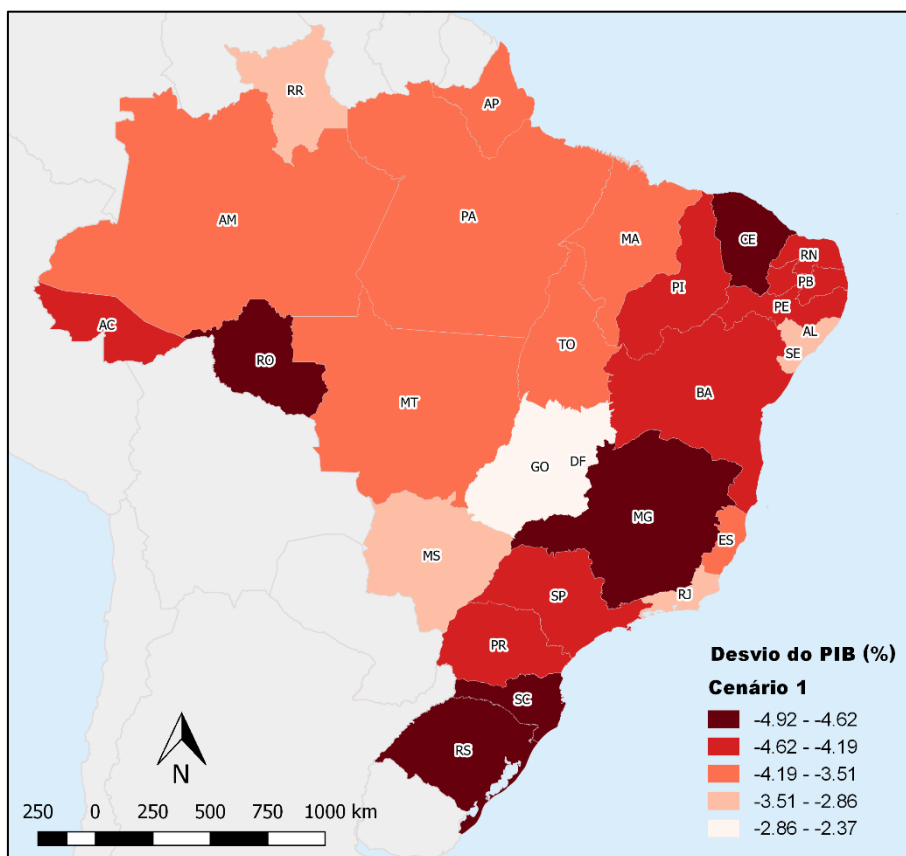 RR
AP
AM
PA
MA
CE
RN
PB
PI
PE
AC
AL
TO
SE
RO
BA
MT
GO
DF
MG
ES
MS
SP
RJ
PR
SC
RS
N
250 0 250 500 750 1000 km
Desvio do PIB (%)
Cenário 1
-4.92 - -4.62
-4.62 - -4.19
-4.19 - -3.51
-3.51 - -2.86
-2.86 - -2.37